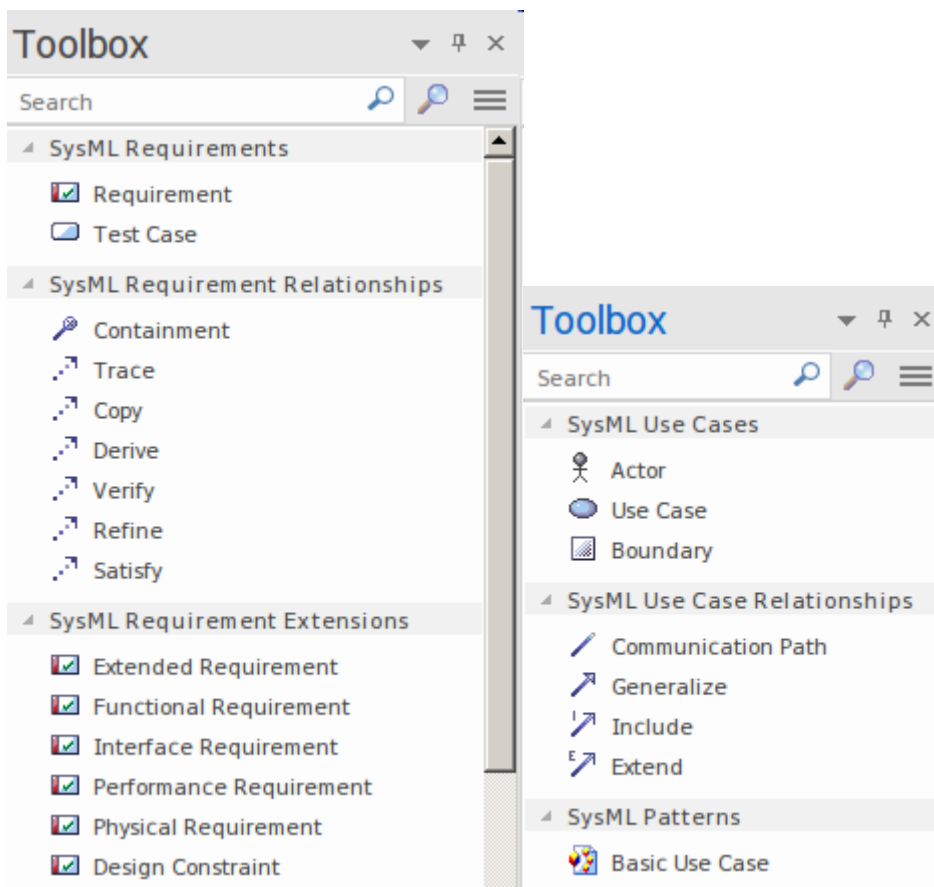 Toolbox
Search
SysML Requirements
Requirement
Test Case
SysML Requirement Relationships
Containment
Trace
Copy
Derive
Verify
Refine
Satisfy
SysML Requirement Extensions
Extended Requirement
Functional Requirement
Interface Requirement
Performance Requirement
Physical Requirement
Design Constraint
Toolbox
Search
SysML Use Cases
Actor
Use Case
Boundary
SysML Use Case Relationships
Communication Path
Generalize
Include
Extend
SysML Patterns
Basic Use Case